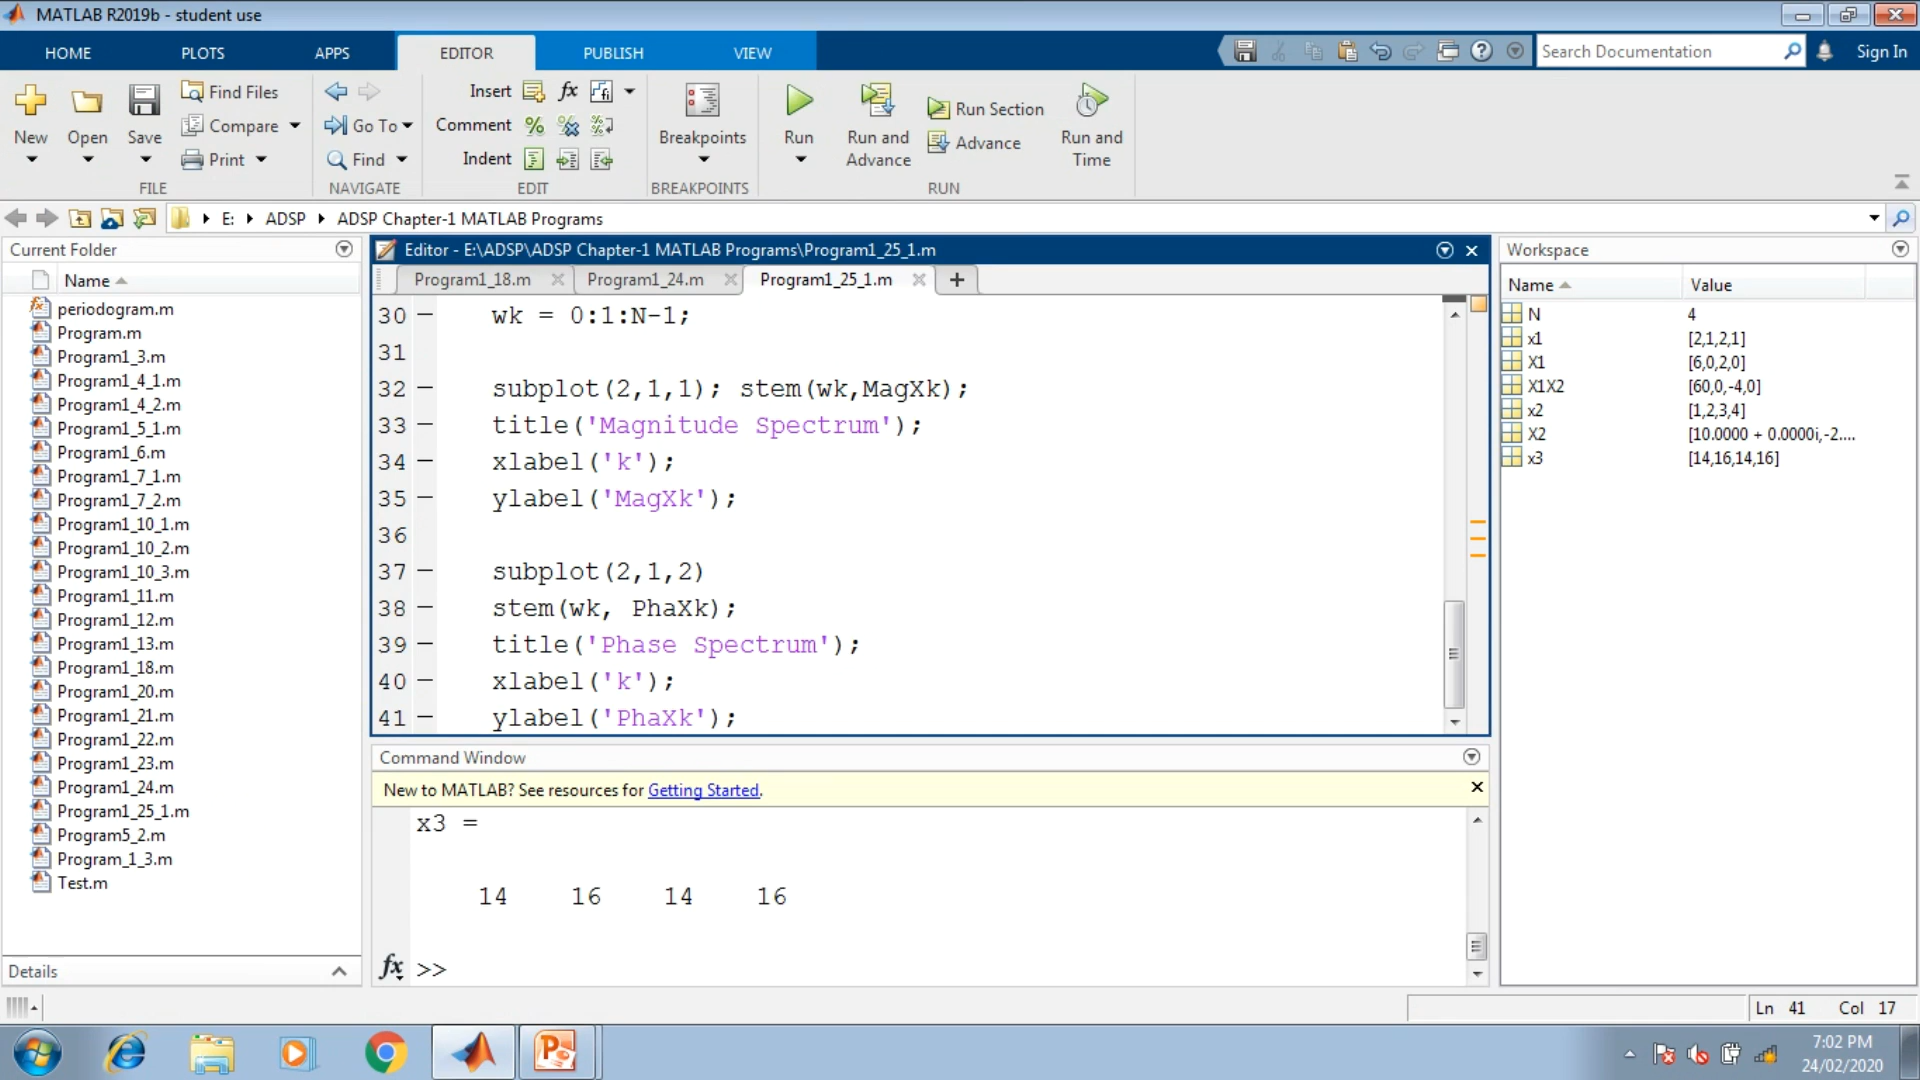 MATLAB R2019b - student use
HOME PLOTS APPS EDITOR PUBLISH VIEW
Search Documentation Sign In
New Open Save Find Files Compare Print
FILE
Go To Find
NAVIGATE
Insert fx
Comment
Indent
EDIT
Breakpoints
BREAKPOINTS
Run
Run and Advance
Run Section
Advance
Run and Time
RUN
E: ADSP ADSP Chapter-1 MATLAB Programs
Current Folder
Name
periodogram.m
Program.m
Program1_3.m
Program1_4_1.m
Program1_4_2.m
Program1_5_1.m
Program1_6.m
Program1_7_1.m
Program1_7_2.m
Program1_10_1.m
Program1_10_2.m
Program1_10_3.m
Program1_11.m
Program1_12.m
Program1_13.m
Program1_18.m
Program1_20.m
Program1_21.m
Program1_22.m
Program1_23.m
Program1_24.m
Program1_25_1.m
Program5_2.m
Program_1_3.m
Test.m
Details
Editor - E:\ADSP\ADSP Chapter-1 MATLAB Programs\Program1_25_1.m
Program1_18.m Program1_24.m Program1_25_1.m
30 — wk = 0:1:N-1;
31
32 — subplot(2,1,1); stem(wk,MagXk);
33 — title('Magnitude Spectrum');
34 — xlabel('k');
35 — ylabel('MagXk');
36
37 — subplot(2,1,2)
38 — stem(wk, PhaXk);
39 — title('Phase Spectrum');
40 — xlabel('k');
41 — ylabel('PhaXk');
Command Window
New to MATLAB? See resources for Getting Started.
x3 =
14 16 14 16
fx >>
Workspace
Name Value
N 4
x1 [2,1,2,1]
X1 [6,0,2,0]
X1X2 [60,0,-4,0]
x2 [1,2,3,4]
X2 [10.0000 + 0.0000i,-2....
x3 [14,16,14,16]
Ln 41 Col 17
7:02 PM
24/02/2020